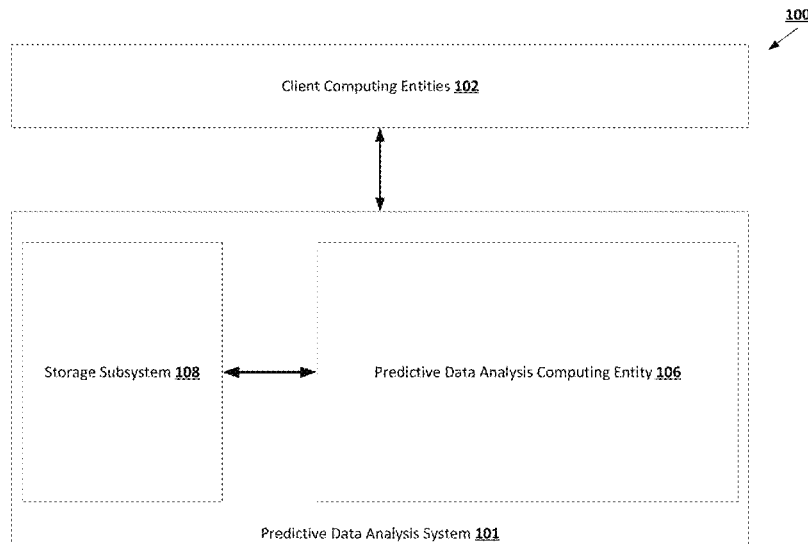 100
Client Computing Entities 102
Storage Subsystem 108
Predictive Data Analysis Computing Entity 106
Predictive Data Analysis System 101